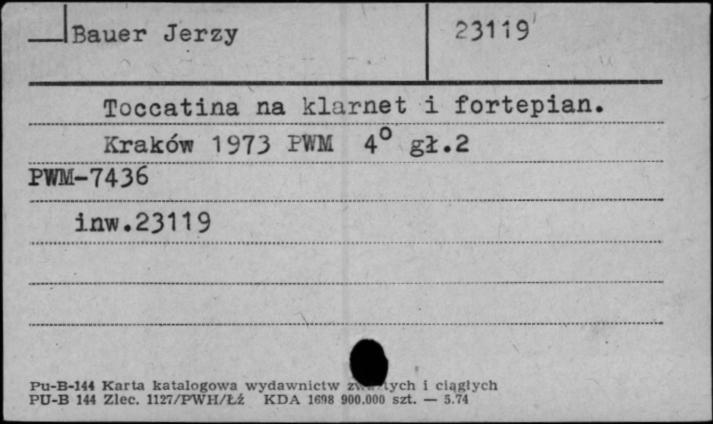 Bauer Jerzy 23119
Toccatina na klarnet i fortepian.
Kraków 1973 PWM 4° gł.2
PWM-7436
inw.23119
Pu-B-144 Karta katalogowa wydawnictw i ciągłych
PU-B 144 Zlec. 1127/PWH/Łź KDA 1698 900.000 szt. — 5.74